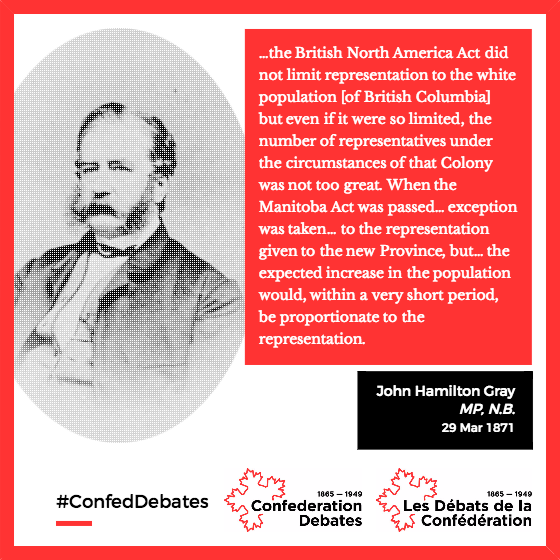 ...the British North America Act did
not limit representation to the white
population [of British Columbia]
but even if it were so limited, the
number of representatives under
the circumstances of that Colony
was not too great. When the
Manitoba Act was passed... exception
was taken... to the representation
given to the new Province, but... the
expected increase in the population
would, within a very short period,
be proportionate to the
representation.
John Hamilton Gray
MP, N.B.
29 Mar 1871
#ConfedDebates
1865 — 1949
Confederation
Debates
1865 — 1949
Les Débats de la
Confédération